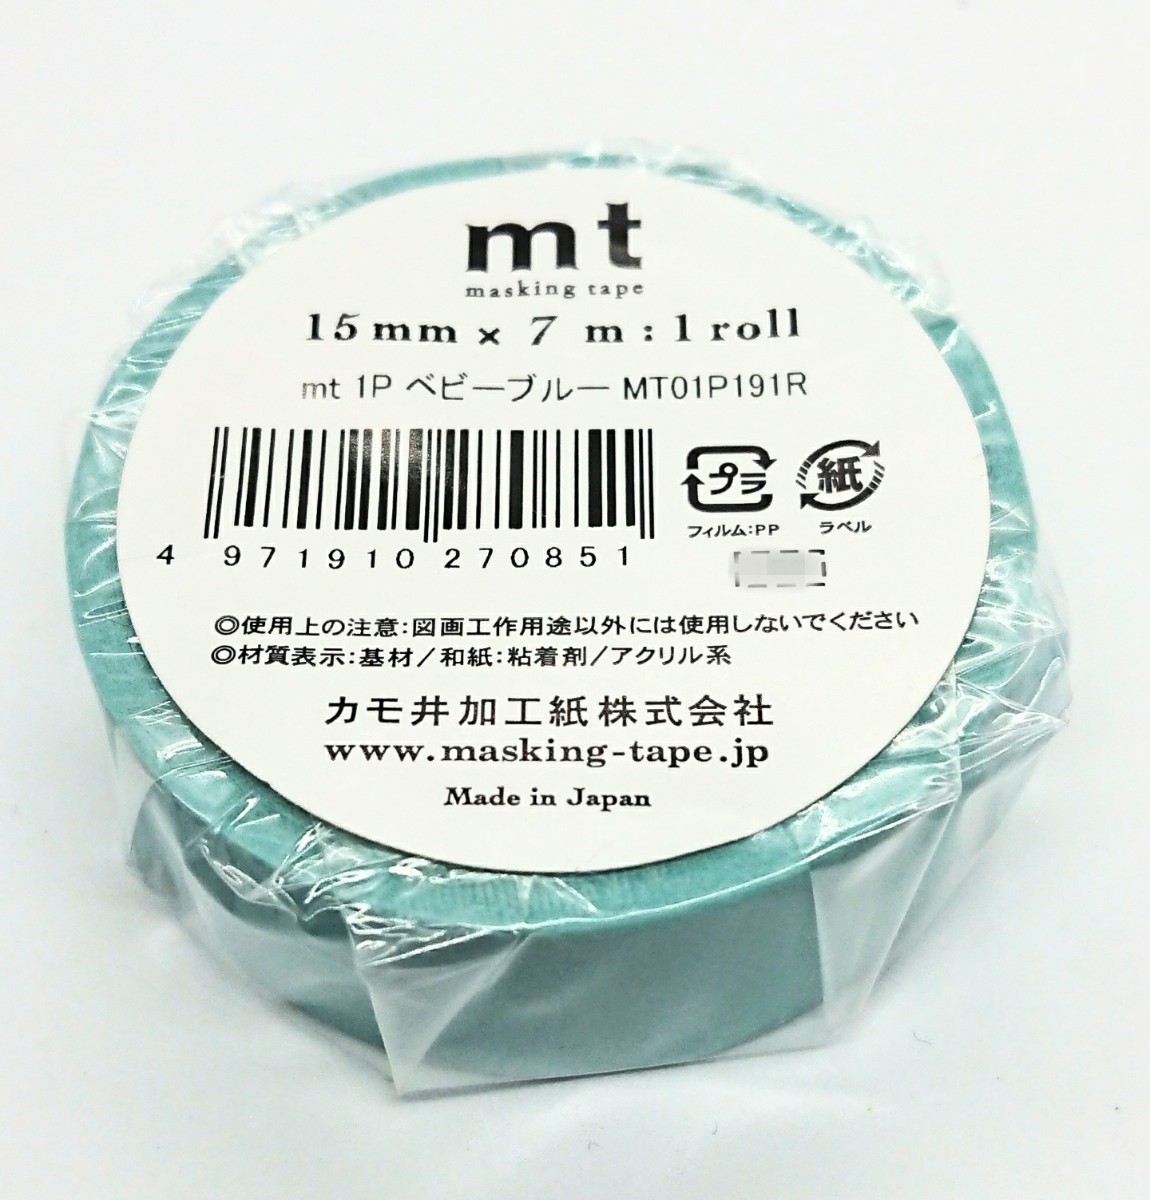 mt
masking tape
15mm × 7 m : 1 roll
mt 1P ベビーブルー MT01P191R
プラ
紙
フィルム:PP
ラベル
4 971910 270851
◎使用上の注意:図画工作用途以外には使用しないでください
◎材質表示:基材/和紙:粘着剤/アクリル系
カモ井加工紙株式会社
www.masking-tape.jp
Made in Japan